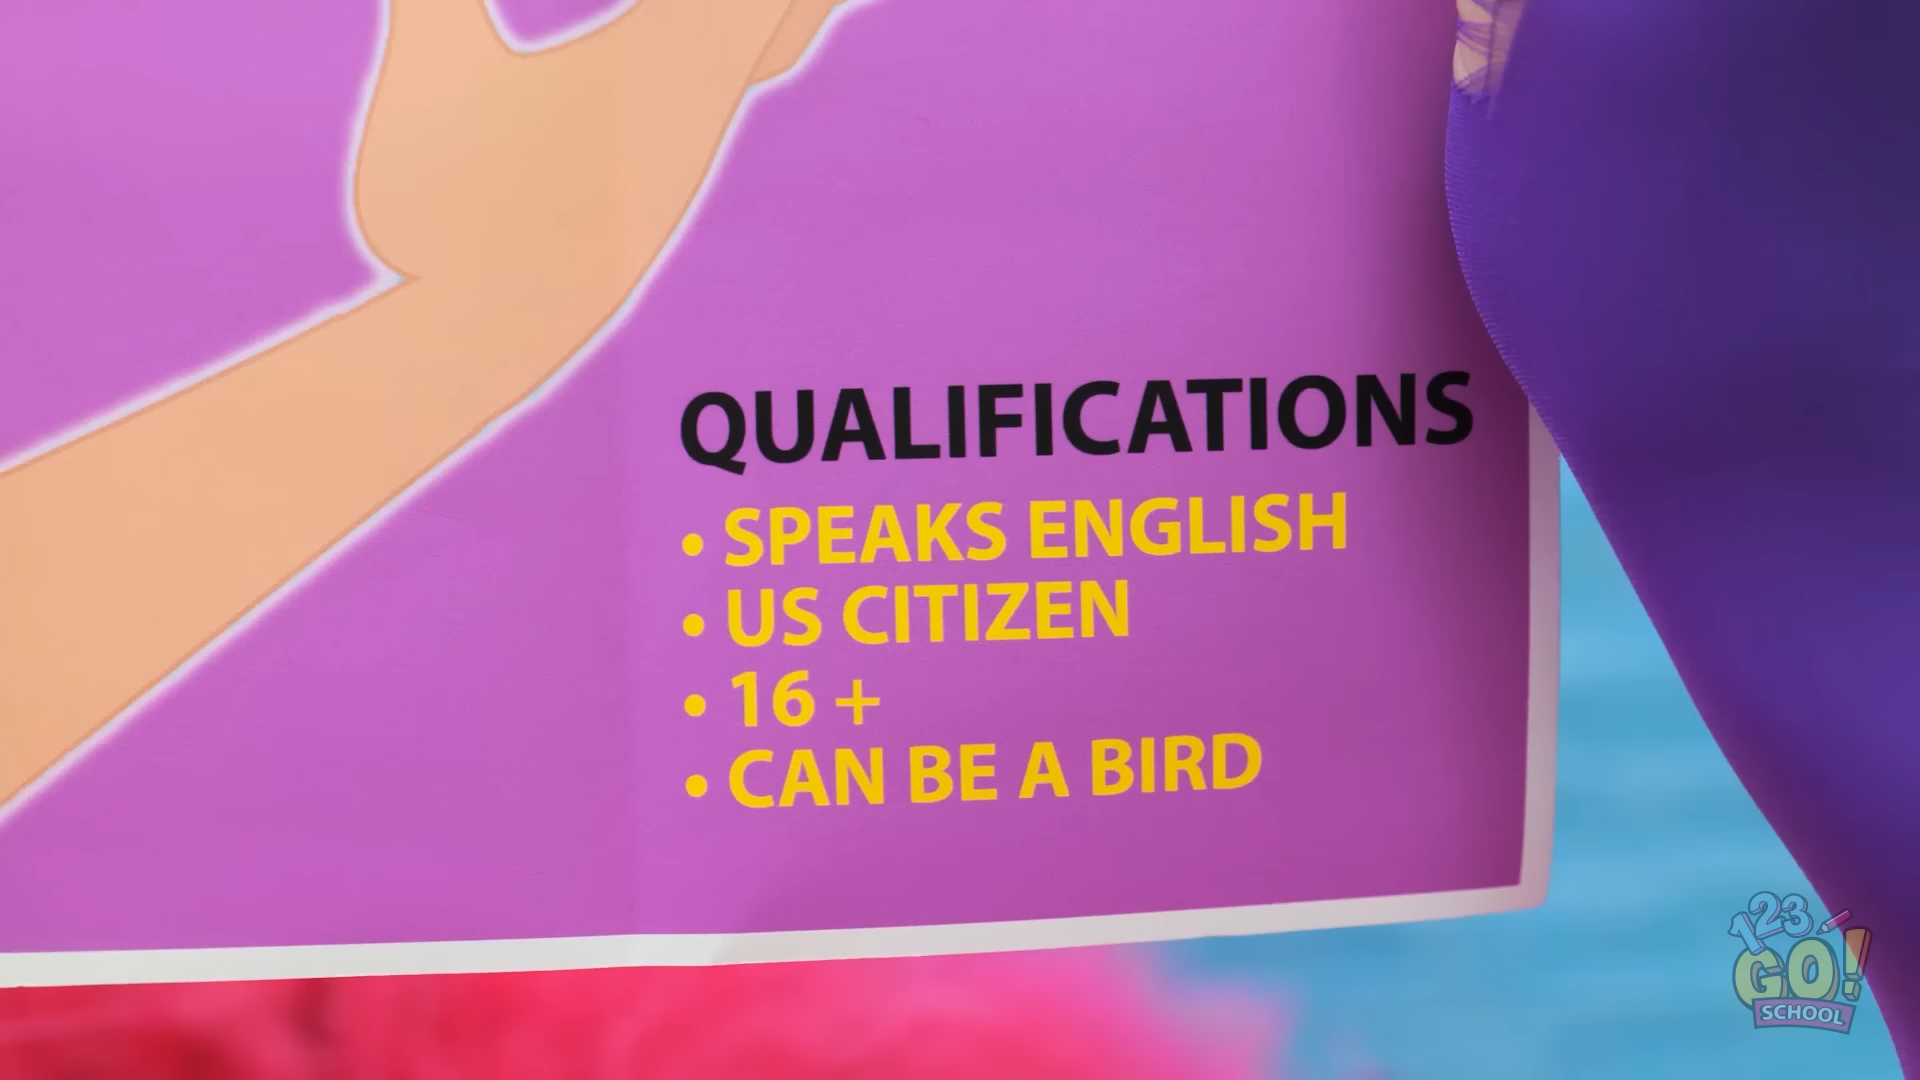 QUALIFICATIONS
• SPEAKS ENGLISH
• US CITIZEN
• 16 +
• CAN BE A BIRD
123
GO!
SCHOOL